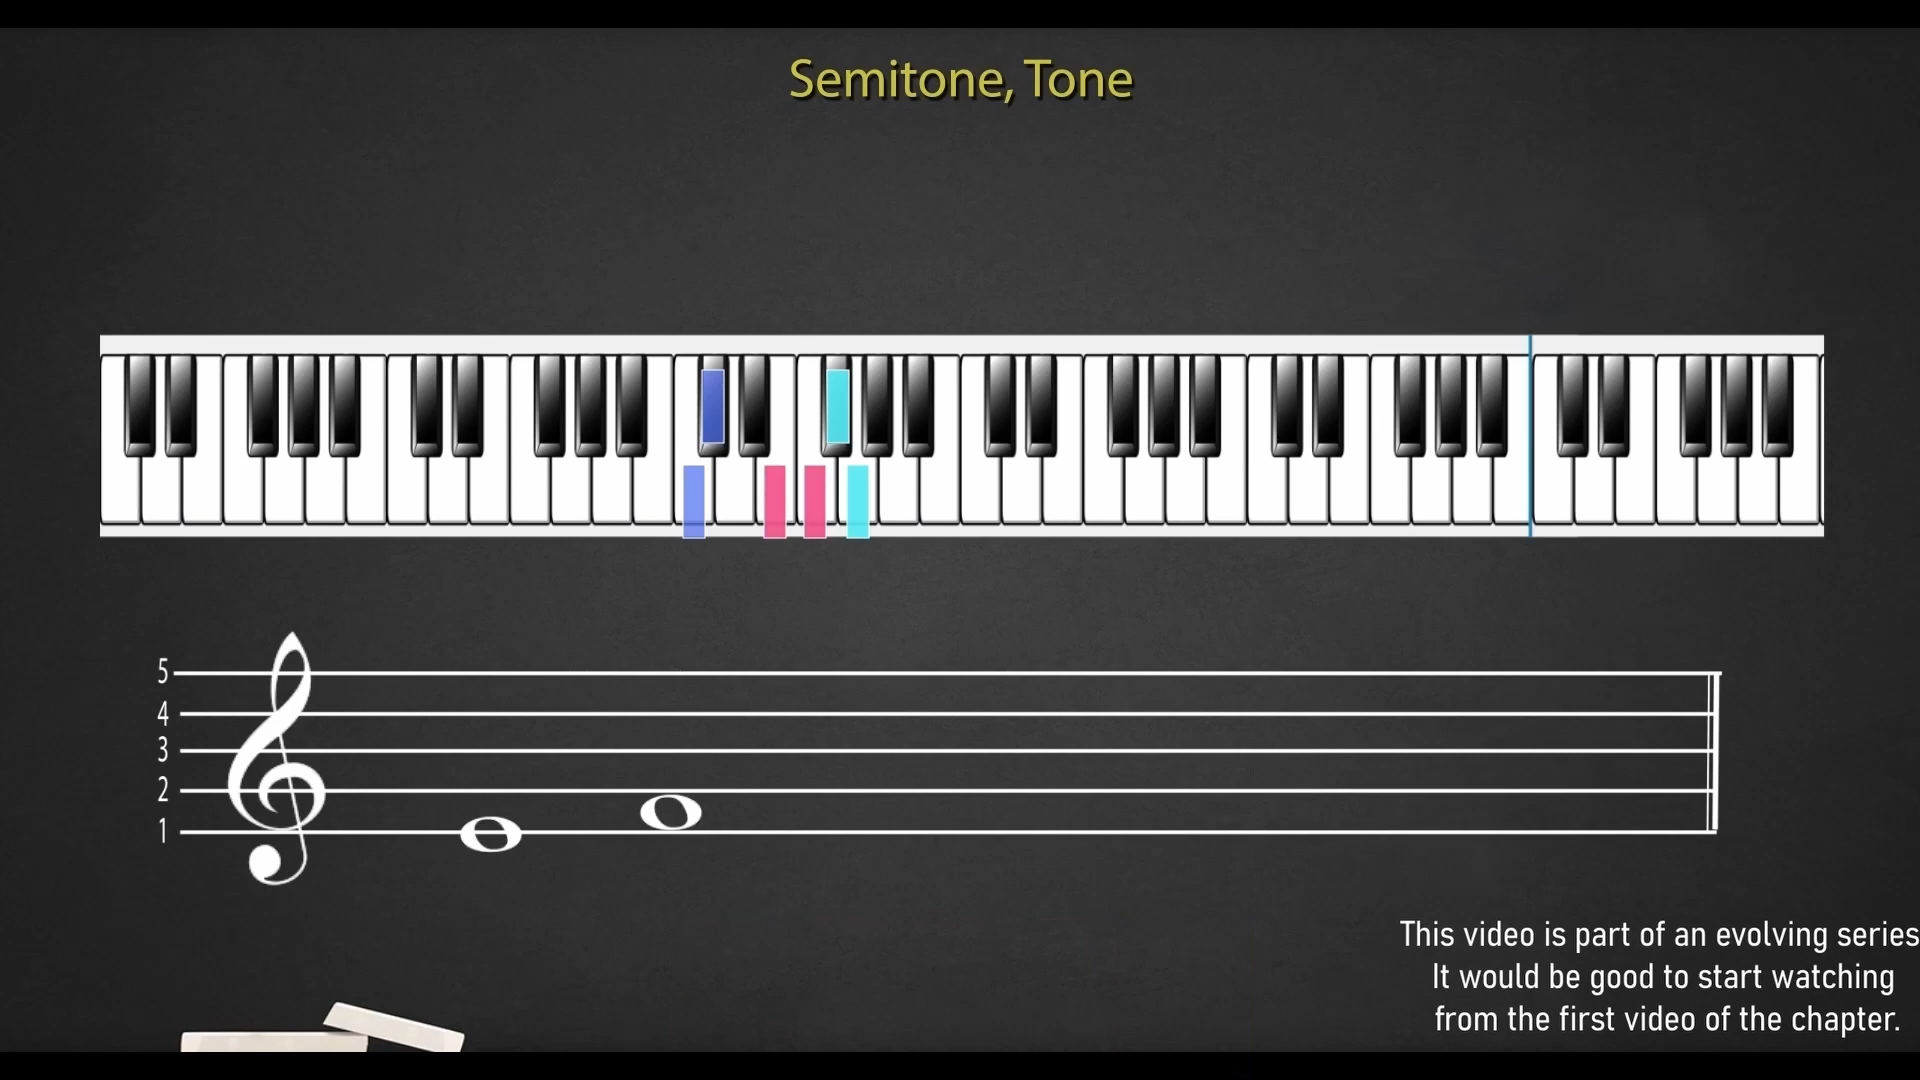 Semitone, Tone
5
4
3
2
1
This video is part of an evolving series
It would be good to start watching
from the first video of the chapter.